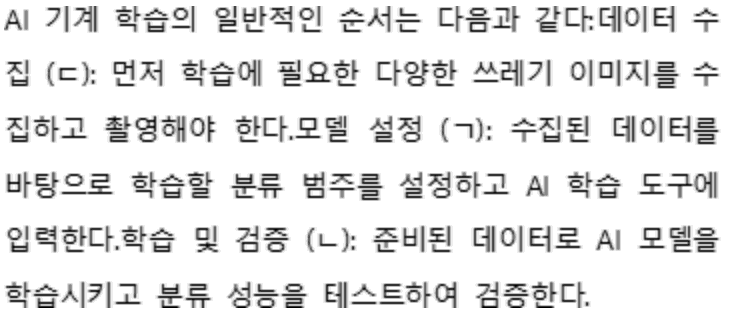 AI 기계 학습의 일반적인 순서는 다음과 같다:데이터 수
집 (ㄷ): 먼저 학습에 필요한 다양한 쓰레기 이미지를 수
집하고 촬영해야 한다.모델 설정 (ㄱ): 수집된 데이터를
바탕으로 학습할 분류 범주를 설정하고 AI 학습 도구에
입력한다.학습 및 검증 (ㄴ): 준비된 데이터로 AI 모델을
학습시키고 분류 성능을 테스트하여 검증한다.